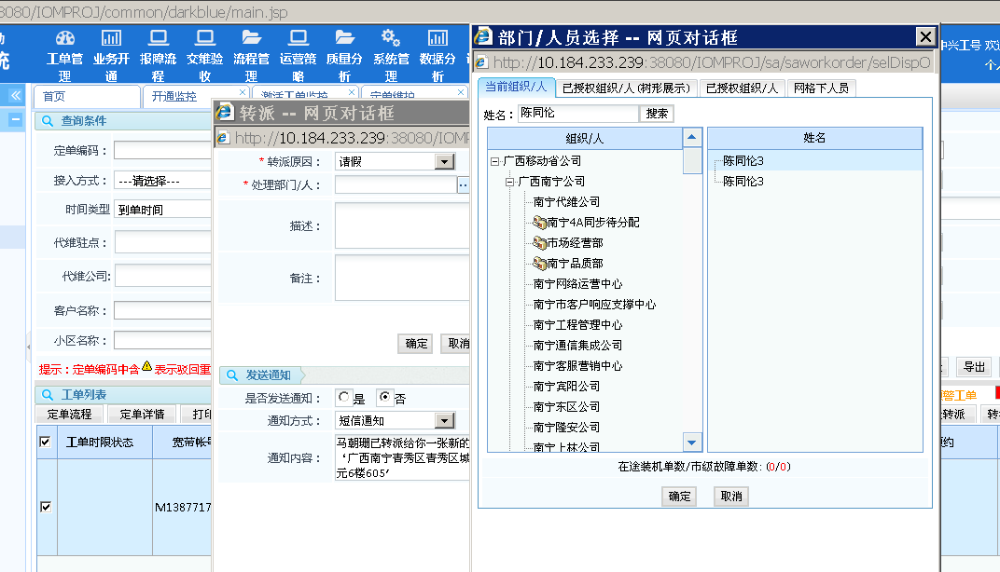 8080/IOMPROJ/common/darkblue/main.jsp
工单管理
业务开通
报障流程
交维验收
流程管理
运营策略
质量分析
系统管理
数据分析
统
中兴工号 欢
个人
首页
开通监控
激活工单监控
定单维护
查询条件
定单编码：
接入方式：
---请选择---
时间类型
到单时间
代维驻点：
代维公司:
客户名称：
小区名称：
提示：定单编码中含 表示驳回重
工单列表
定单流程
定单详情
打印
工单时限状态
宽带帐号
M1387717
导出
警工单
转派
转
约
转派 -- 网页对话框
http://10.184.233.239:38080/IOM
* 转派原因：
请假
* 处理部门/人：
描述：
备注：
确定
取消
发送通知
是否发送通知：
是
否
通知方式：
短信通知
通知内容：
马朝珊已转派给你一张新的
‘广西南宁青秀区青秀区城
元6楼605’
部门/人员选择 -- 网页对话框
http://10.184.233.239:38080/IOMPROJ/sa/saworkorder/selDispO
当前组织/人
已授权组织/人(树形展示)
已授权组织/人
网格下人员
姓名：
陈同伦
搜索
组织/人
姓名
广西移动省公司
广西南宁公司
南宁代维公司
南宁4A同步待分配
市场经营部
南宁品质部
南宁网络运营中心
南宁市客户响应支撑中心
南宁工程管理中心
南宁通信集成公司
南宁客服营销中心
南宁宾阳公司
南宁东区公司
南宁隆安公司
南宁上林公司
陈同伦3
陈同伦3
在途装机单数/市级故障单数: (0/0)
确定
取消